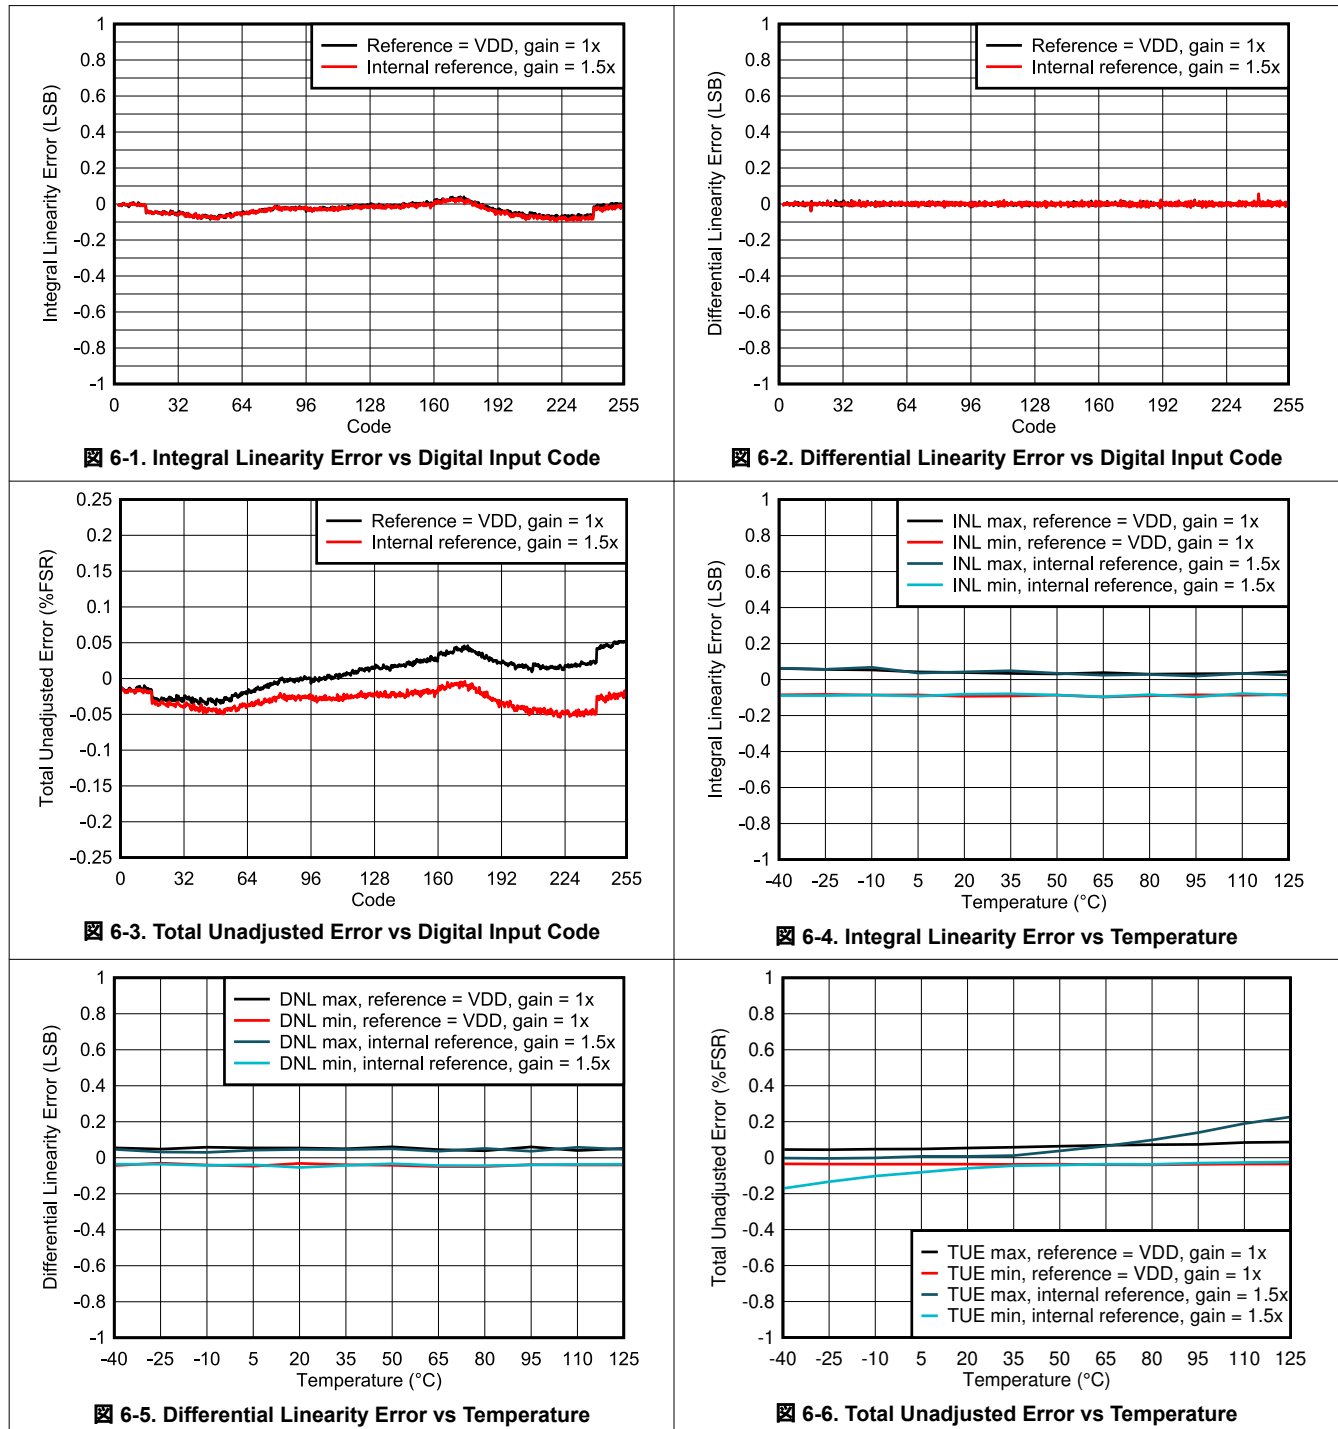 1
0.8
0.6
0.4
0.2
0
-0.2
-0.4
-0.6
-0.8
-1
Integral Linearity Error (LSB)
Reference = VDD, gain = 1x
Internal reference, gain = 1.5x
0 32 64 96 128 160 192 224 255
Code
図 6-1. Integral Linearity Error vs Digital Input Code
1
0.8
0.6
0.4
0.2
0
-0.2
-0.4
-0.6
-0.8
-1
Differential Linearity Error (LSB)
Reference = VDD, gain = 1x
Internal reference, gain = 1.5x
0 32 64 96 128 160 192 224 255
Code
図 6-2. Differential Linearity Error vs Digital Input Code
0.25
0.2
0.15
0.1
0.05
0
-0.05
-0.1
-0.15
-0.2
-0.25
Total Unadjusted Error (%FSR)
Reference = VDD, gain = 1x
Internal reference, gain = 1.5x
0 32 64 96 128 160 192 224 255
Code
図 6-3. Total Unadjusted Error vs Digital Input Code
1
0.8
0.6
0.4
0.2
0
-0.2
-0.4
-0.6
-0.8
-1
Integral Linearity Error (LSB)
INL max, reference = VDD, gain = 1x
INL min, reference = VDD, gain = 1x
INL max, internal reference, gain = 1.5x
INL min, internal reference, gain = 1.5x
-40 -25 -10 5 20 35 50 65 80 95 110 125
Temperature (°C)
図 6-4. Integral Linearity Error vs Temperature
1
0.8
0.6
0.4
0.2
0
-0.2
-0.4
-0.6
-0.8
-1
Differential Linearity Error (LSB)
DNL max, reference = VDD, gain = 1x
DNL min, reference = VDD, gain = 1x
DNL max, internal reference, gain = 1.5x
DNL min, internal reference, gain = 1.5x
-40 -25 -10 5 20 35 50 65 80 95 110 125
Temperature (°C)
図 6-5. Differential Linearity Error vs Temperature
1
0.8
0.6
0.4
0.2
0
-0.2
-0.4
-0.6
-0.8
-1
Total Unadjusted Error (%FSR)
TUE max, reference = VDD, gain = 1x
TUE min, reference = VDD, gain = 1x
TUE max, internal reference, gain = 1.5x
TUE min, internal reference, gain = 1.5x
-40 -25 -10 5 20 35 50 65 80 95 110 125
Temperature (°C)
図 6-6. Total Unadjusted Error vs Temperature